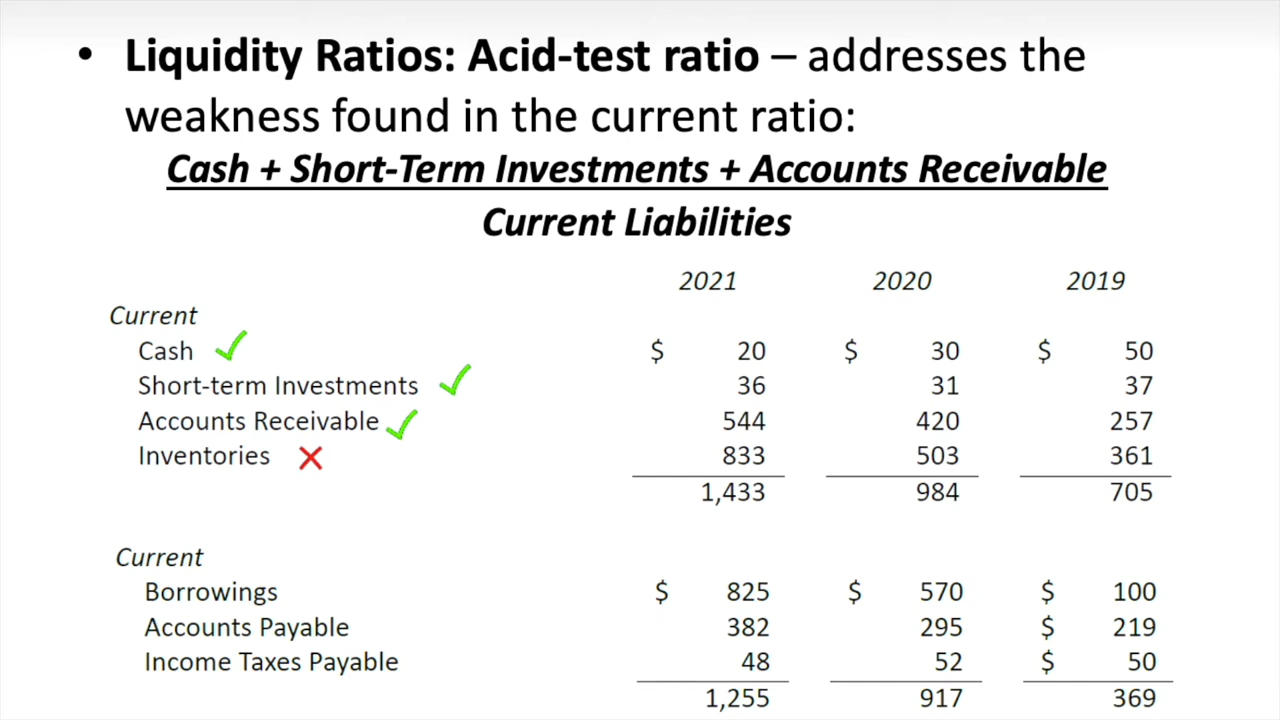 • Liquidity Ratios: Acid-test ratio – addresses the
weakness found in the current ratio:
Cash + Short-Term Investments + Accounts Receivable
Current Liabilities
2021 2020 2019
Current
Cash $ 20 $ 30 $ 50
Short-term Investments 36 31 37
Accounts Receivable 544 420 257
Inventories 833 503 361
1,433 984 705
Current
Borrowings $ 825 $ 570 $ 100
Accounts Payable 382 295 $ 219
Income Taxes Payable 48 52 $ 50
1,255 917 369